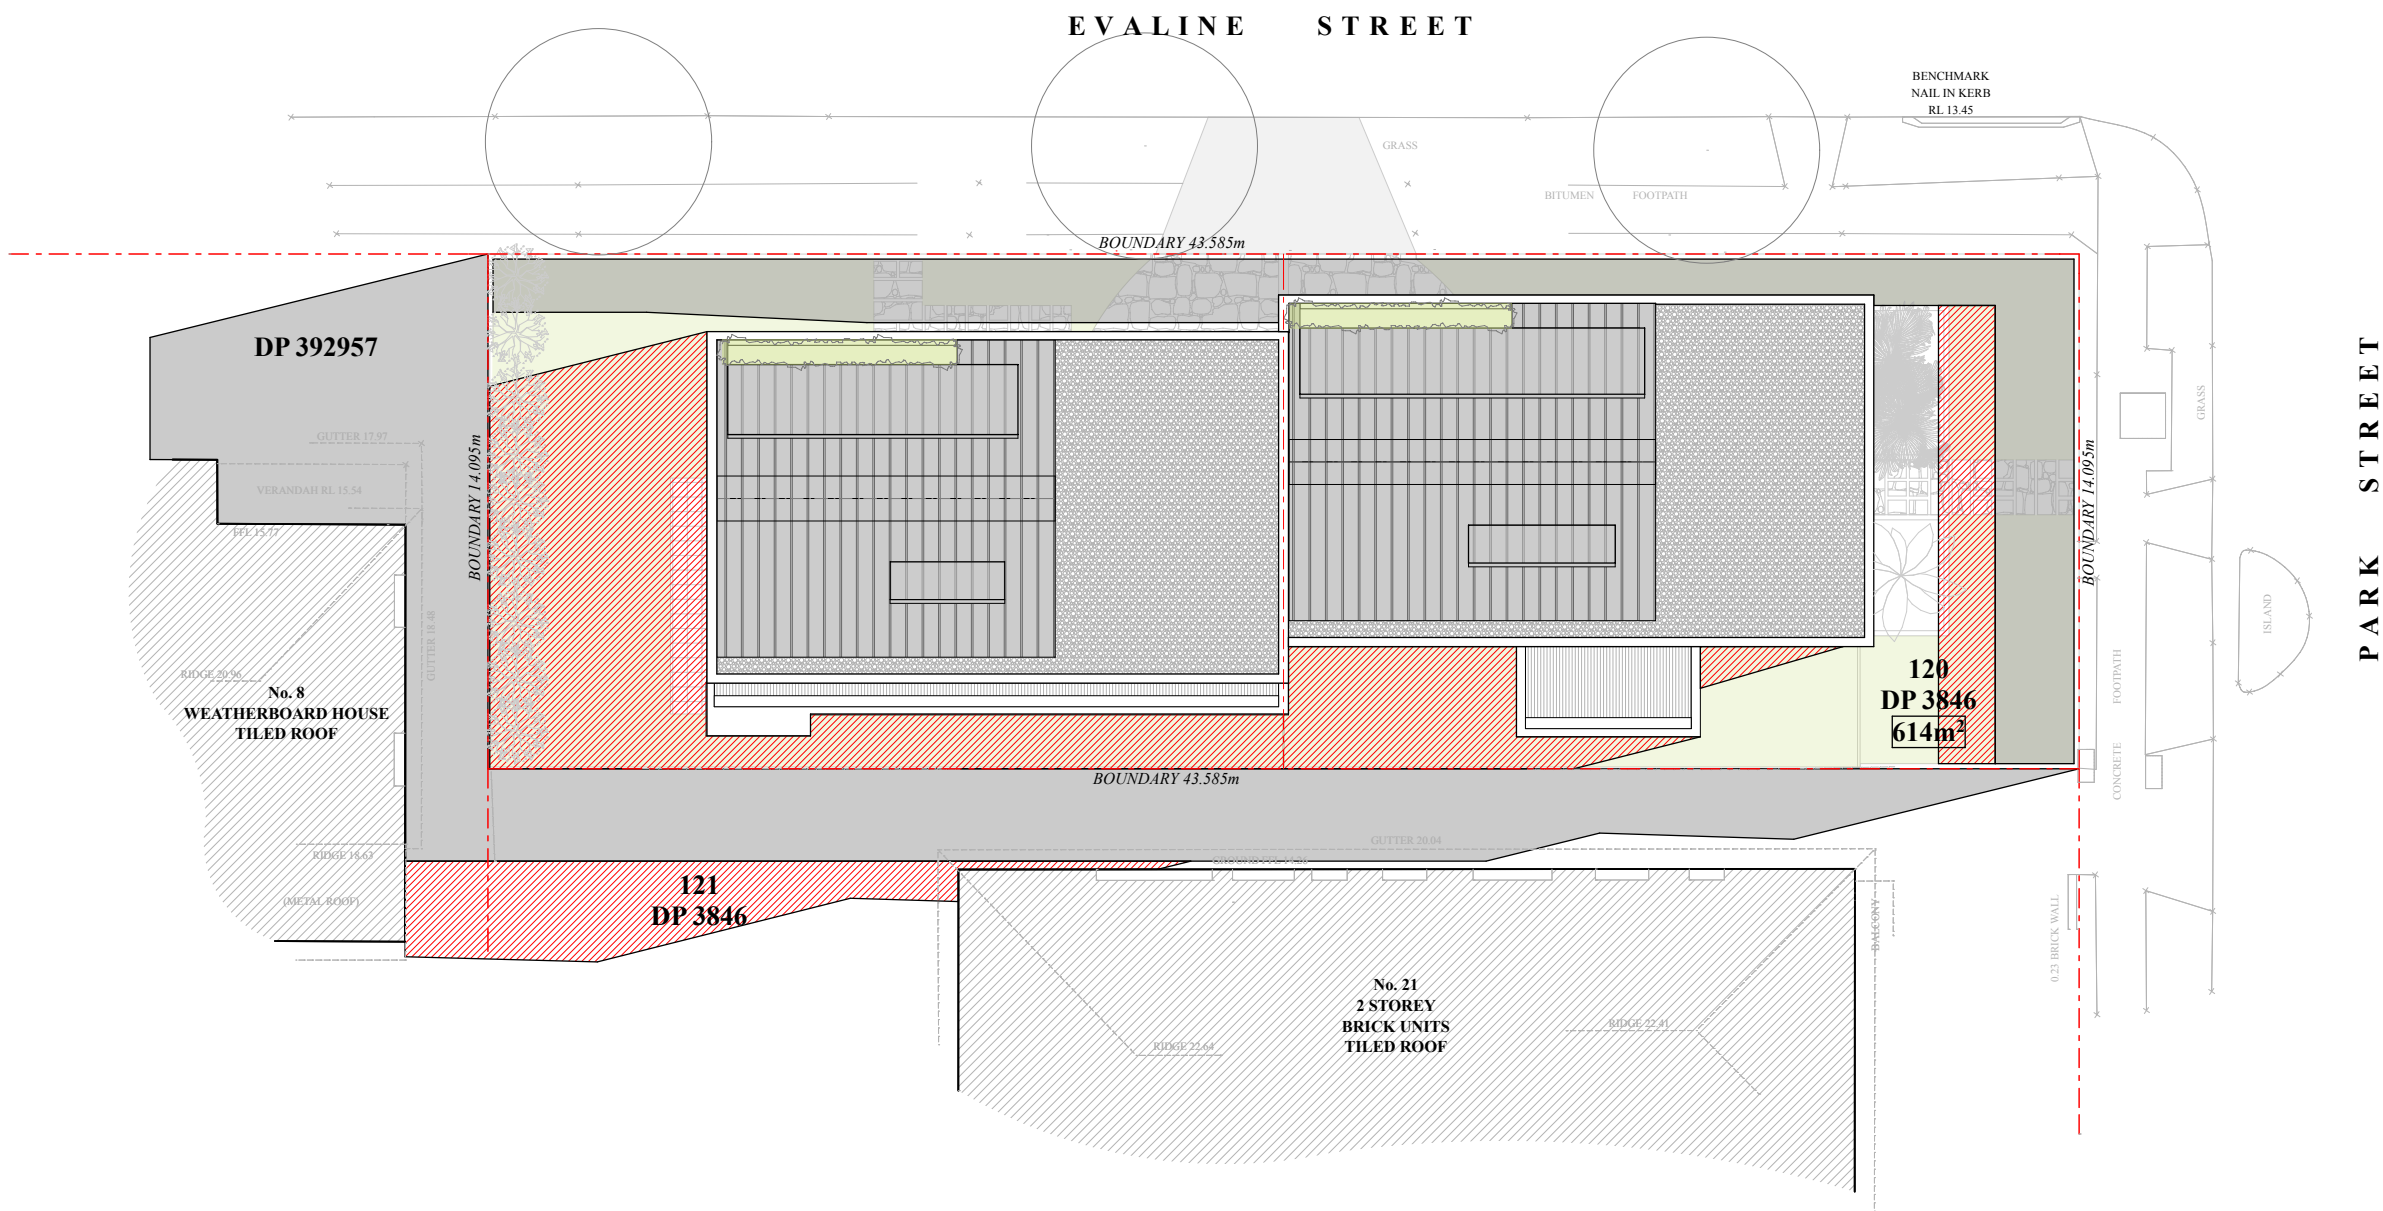 EVALINE STREET
BENCHMARK
NAIL IN KERB
RL 13.45
GRASS
BITUMEN FOOTPATH
BOUNDARY 43.585m
DP 392957
GUTTER 17.97
VERANDAH RL 15.54
FFL 15.77
BOUNDARY 14.095m
GUTTER 18.48
RIDGE 20.96
No. 8
WEATHERBOARD HOUSE
TILED ROOF
RIDGE 18.63
(METAL ROOF)
120
DP 3846
614m²
BOUNDARY 14.095m
GRASS
CONCRETE FOOTPATH
ISLAND
PARK STREET
BOUNDARY 43.585m
GUTTER 20.04
GROUND FFL 14.20
121
DP 3846
BALCONY
0.23 BRICK WALL
No. 21
2 STOREY
BRICK UNITS
TILED ROOF
RIDGE 22.64
RIDGE 22.41